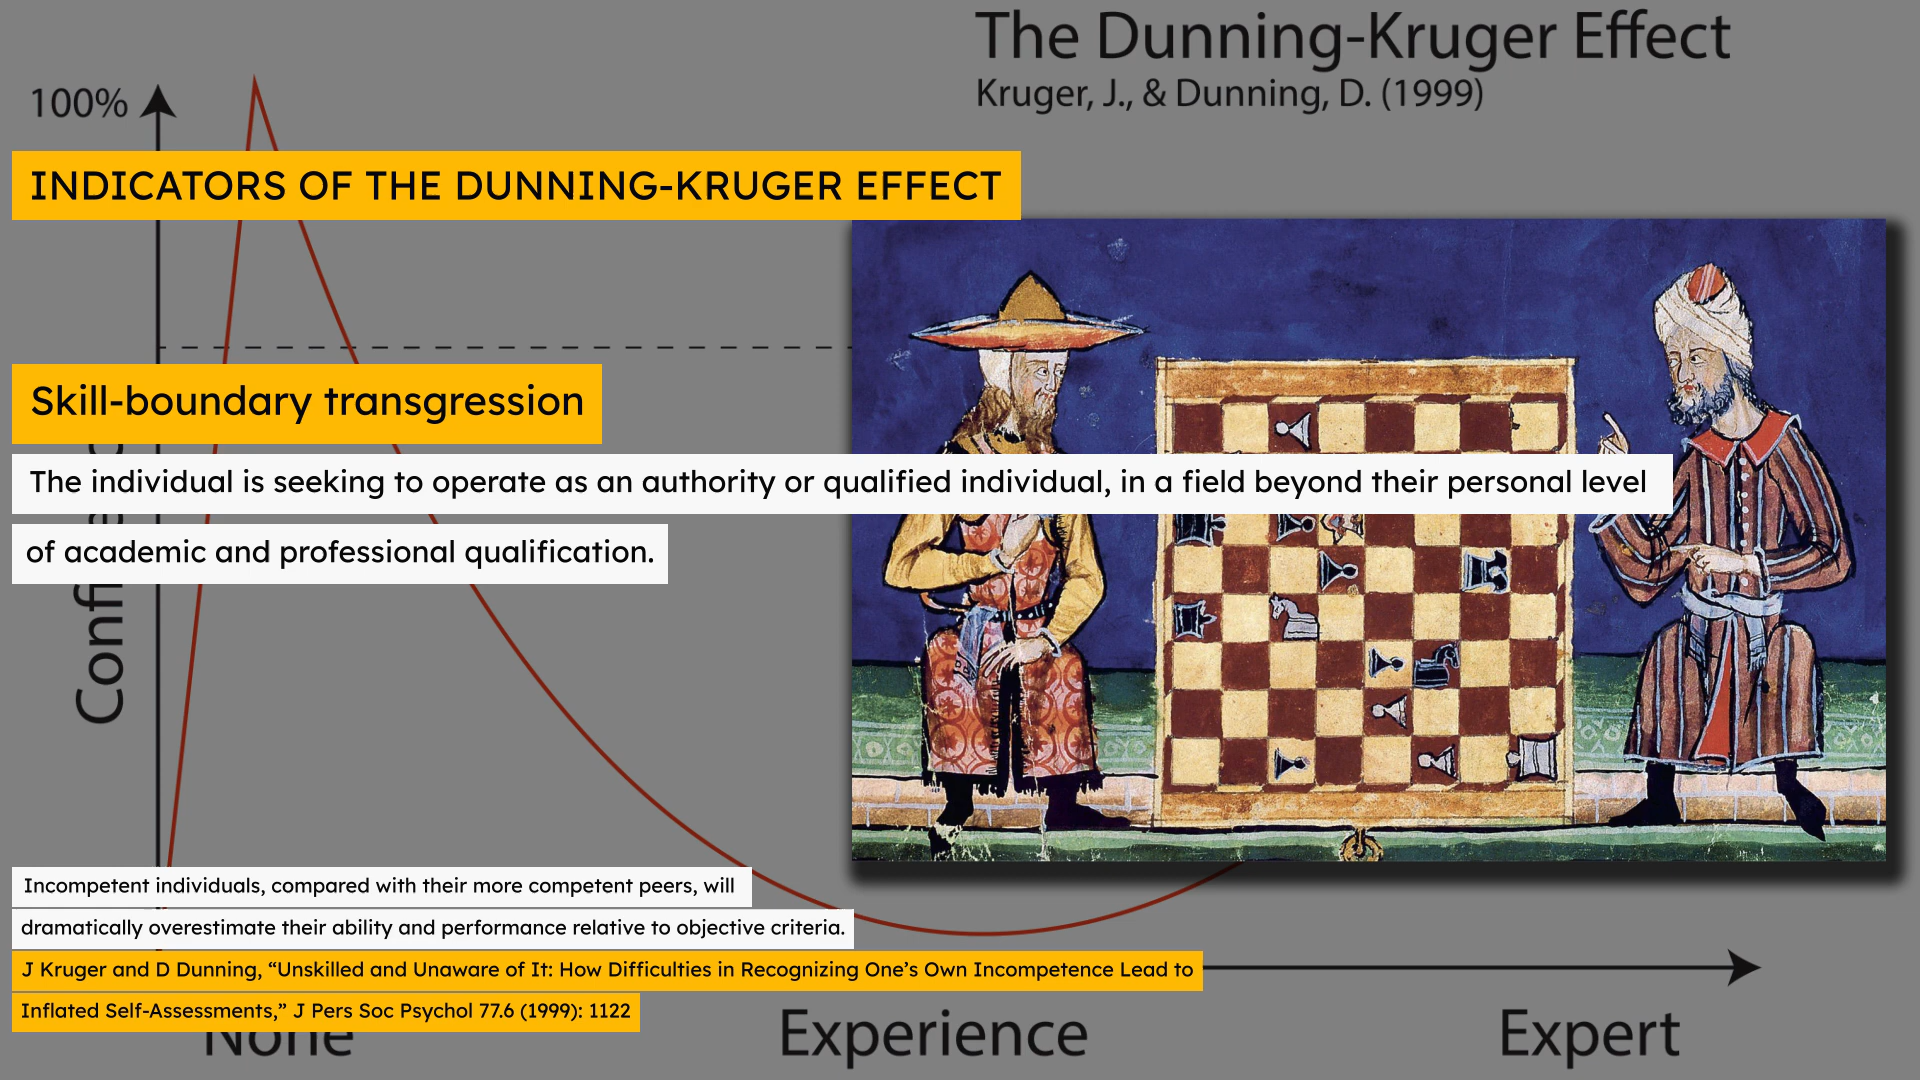 The Dunning-Kruger Effect
Kruger, J., & Dunning, D. (1999)
100%
INDICATORS OF THE DUNNING-KRUGER EFFECT
Skill-boundary transgression
The individual is seeking to operate as an authority or qualified individual, in a field beyond their personal level
of academic and professional qualification.
Incompetent individuals, compared with their more competent peers, will
dramatically overestimate their ability and performance relative to objective criteria.
J Kruger and D Dunning, “Unskilled and Unaware of It: How Difficulties in Recognizing One’s Own Incompetence Lead to
Inflated Self-Assessments,” J Pers Soc Psychol 77.6 (1999): 1122
None
Experience
Expert